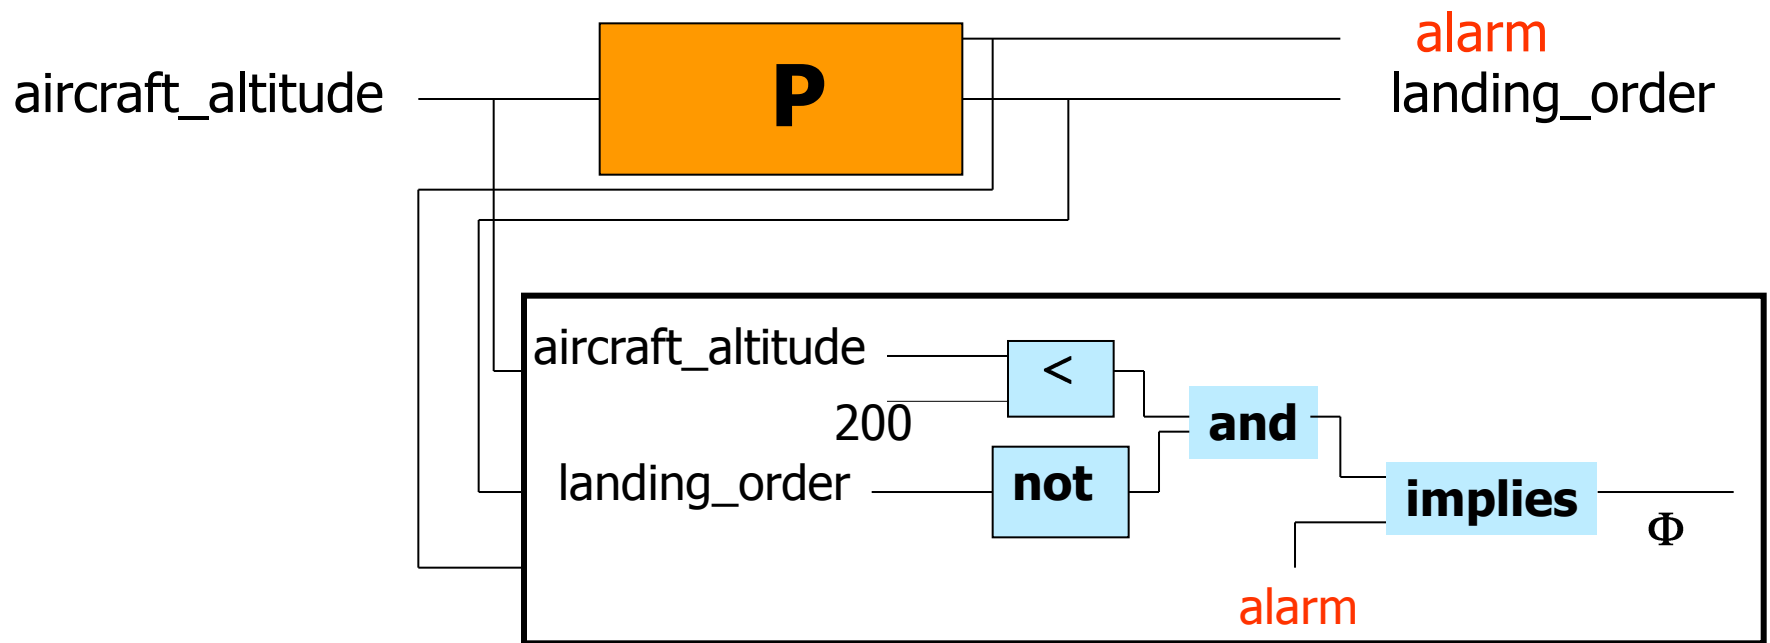 alarm
aircraft_altitude P landing_order
aircraft_altitude <
200 and
landing_order not implies
Φ
alarm